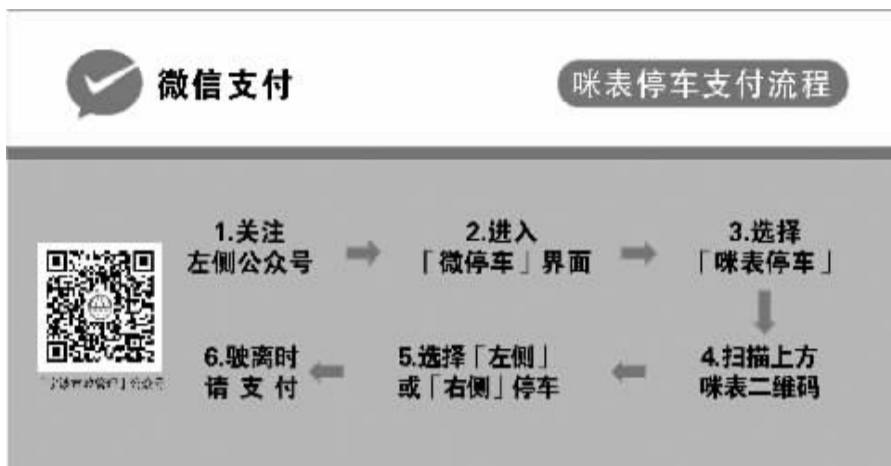 微信支付
咪表停车支付流程
1.关注
左侧公众号
2.进入
「微停车」界面
3.选择
「咪表停车」
4.扫描上方
咪表二维码
5.选择「左侧」
或「右侧」停车
6.驶离时
请支付